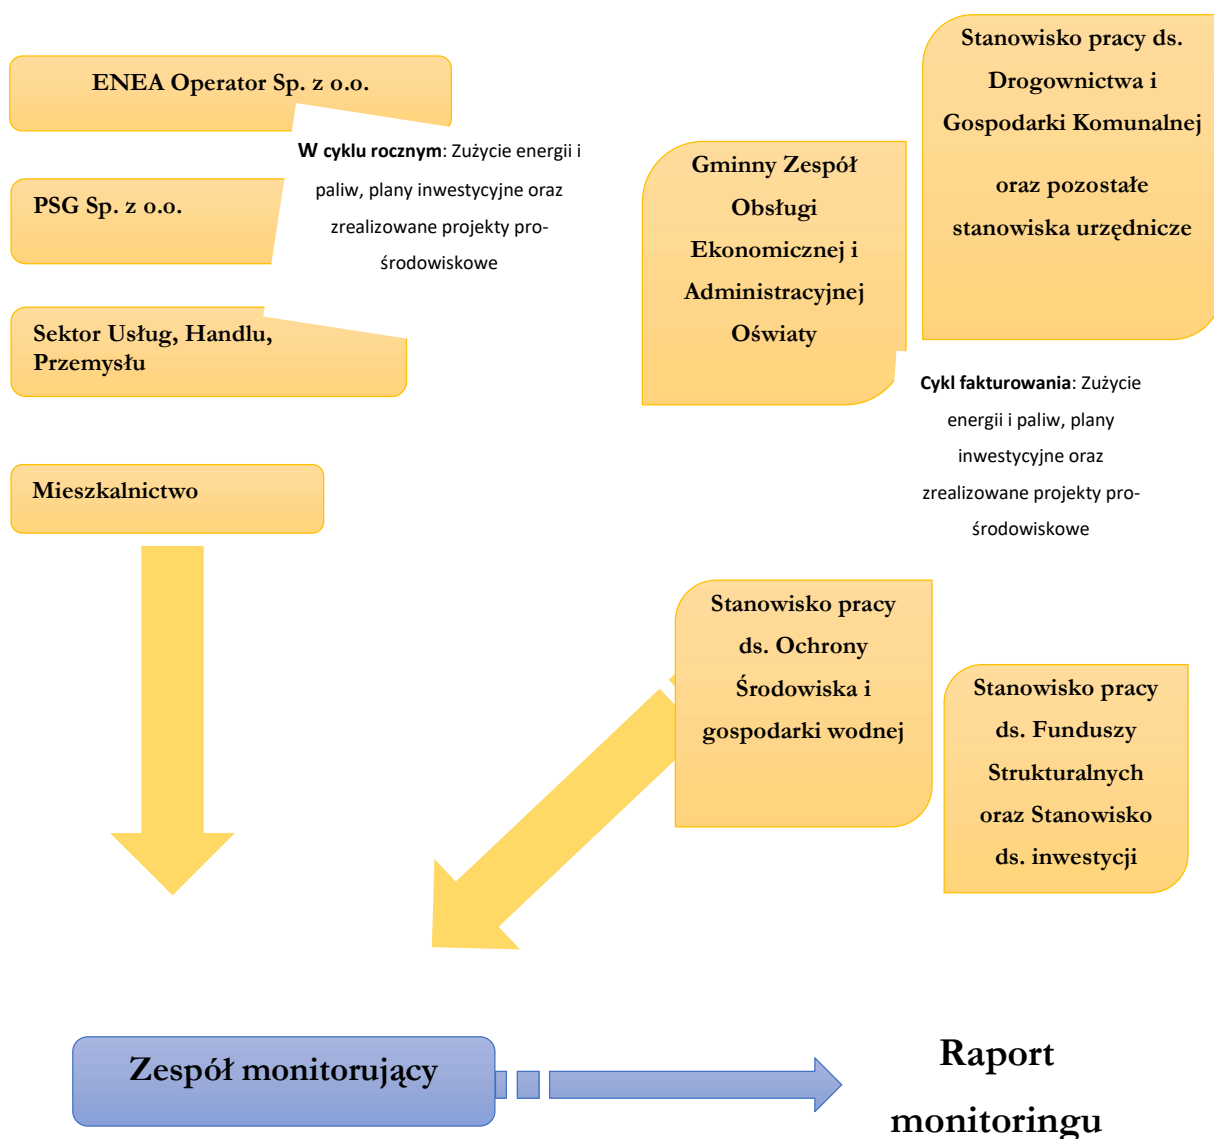 ENEA Operator Sp. z o.o.
W cyklu rocznym: Zużycie energii i
paliw, plany inwestycyjne oraz
zrealizowane projekty pro-
środowiskowe
PSG Sp. z o.o.
Sektor Usług, Handlu,
Przemysłu
Mieszkalnictwo
Gminny Zespół
Obsługi
Ekonomicznej i
Administracyjnej
Oświaty
Stanowisko pracy ds.
Drogownictwa i
Gospodarki Komunalnej
oraz pozostałe
stanowiska urzędnicze
Cykl fakturowania: Zużycie
energii i paliw, plany
inwestycyjne oraz
zrealizowane projekty pro-
środowiskowe
Stanowisko pracy
ds. Ochrony
Środowiska i
gospodarki wodnej
Stanowisko pracy
ds. Funduszy
Strukturalnych
oraz Stanowisko
ds. inwestycji
Zespół monitorujący
Raport
monitoringu